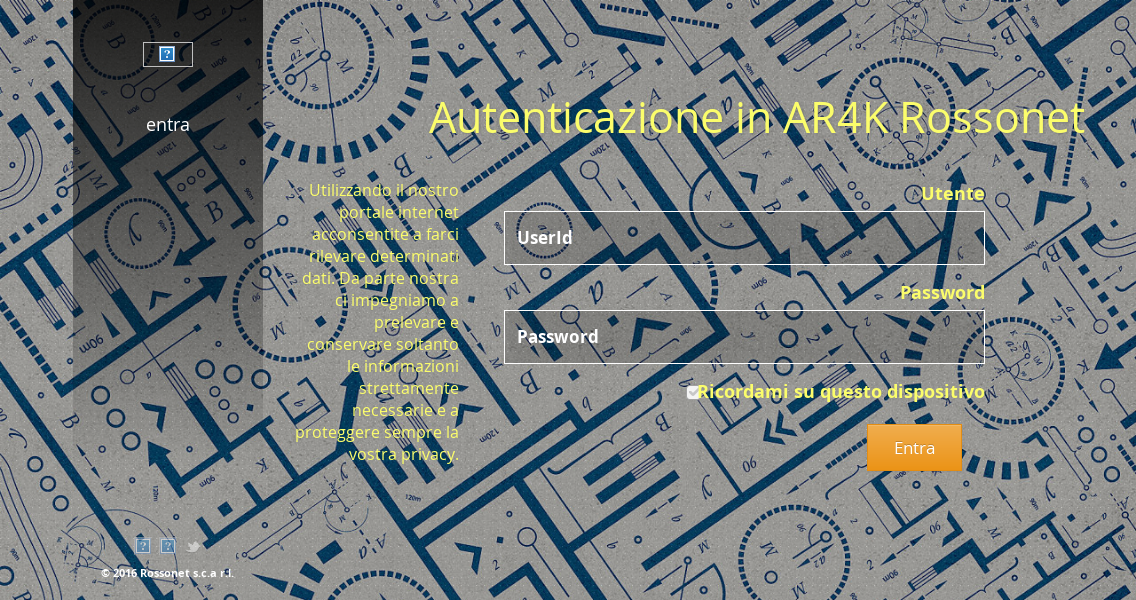 entra
Autenticazione in AR4K Rossonet
Utilizzando il nostro
portale internet
acconsentite a farci
rilevare determinati
dati. Da parte nostra
ci impegniamo a
prelevare e
conservare soltanto
le informazioni
strettamente
necessarie e a
proteggere sempre la
vostra privacy.
Utente
UserId
Password
Password
Ricordami su questo dispositivo
Entra
© 2016 Rossonet s.c.a r.l.